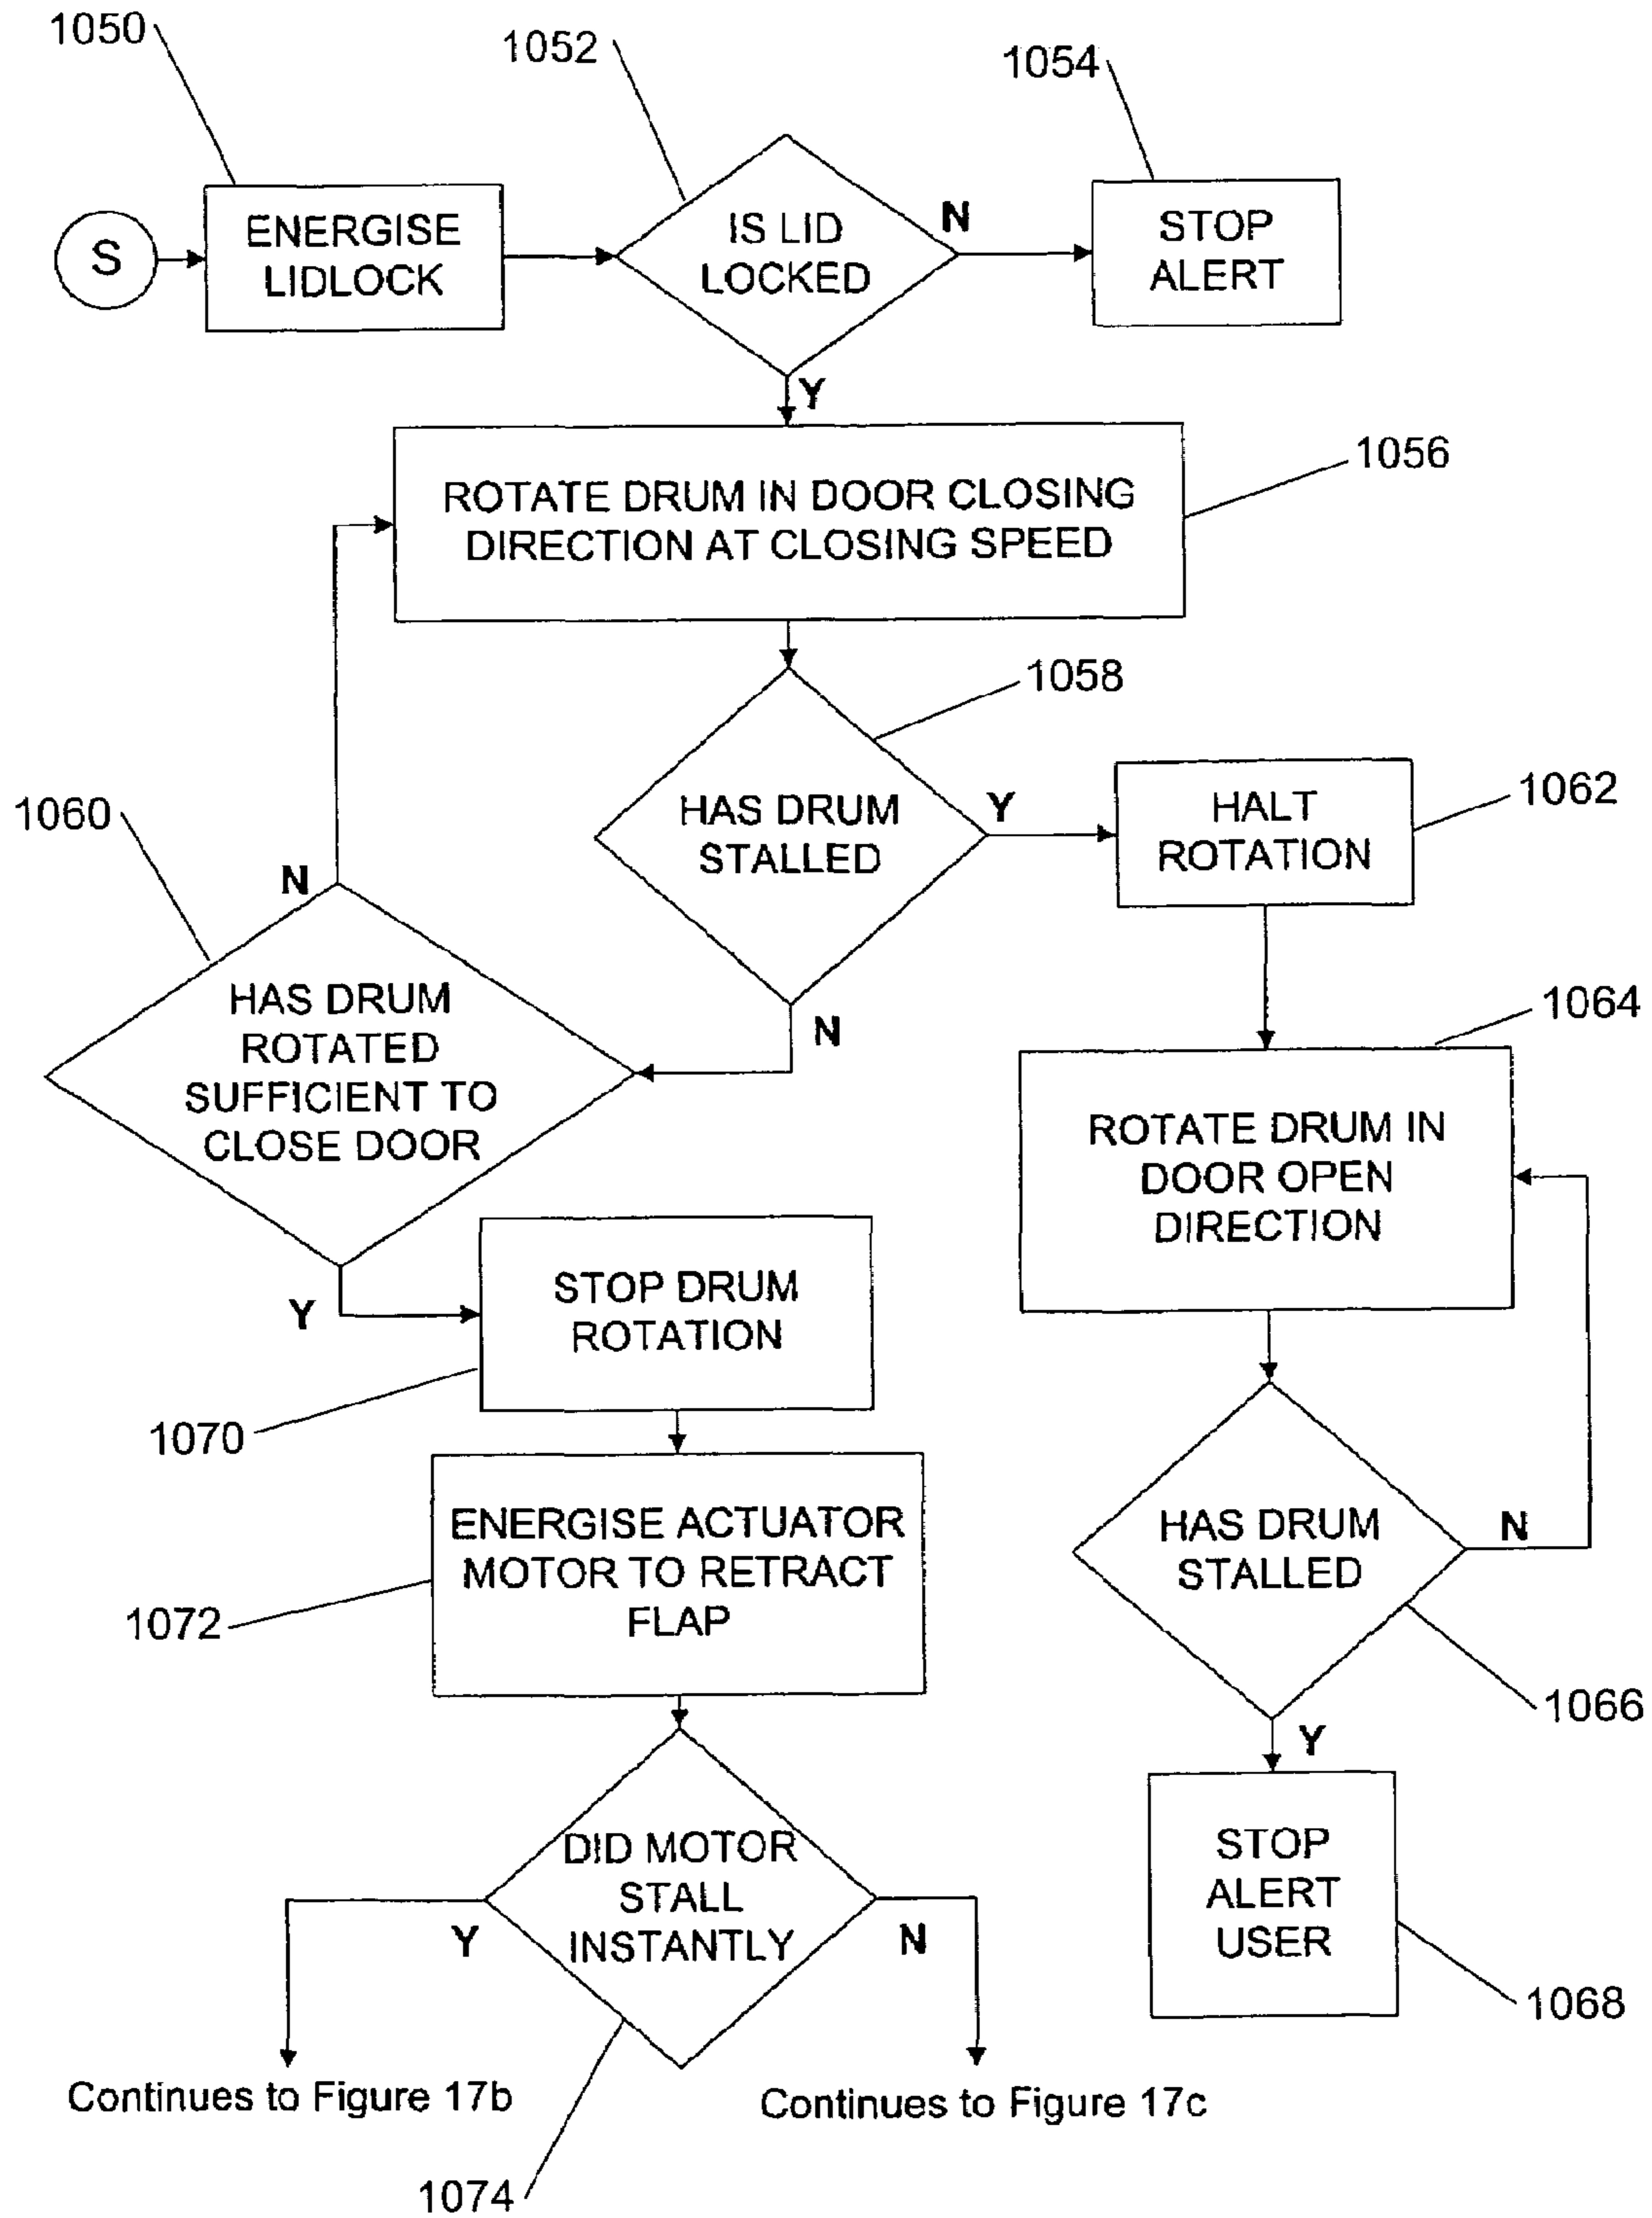 1050
1052
1054
S
ENERGISE
LIDLOCK
IS LID
LOCKED
N
STOP
ALERT
Y
ROTATE DRUM IN DOOR CLOSING
DIRECTION AT CLOSING SPEED
1056
1058
HAS DRUM
STALLED
Y
HALT
ROTATION
1062
1060
N
HAS DRUM
ROTATED
SUFFICIENT TO
CLOSE DOOR
N
1064
ROTATE DRUM IN
DOOR OPEN
DIRECTION
Y
STOP DRUM
ROTATION
1070
ENERGISE ACTUATOR
MOTOR TO RETRACT
FLAP
1072
HAS DRUM
STALLED
N
1066
Y
DID MOTOR
STALL
INSTANTLY
Y
N
STOP
ALERT
USER
1068
Continues to Figure 17b
Continues to Figure 17c
1074